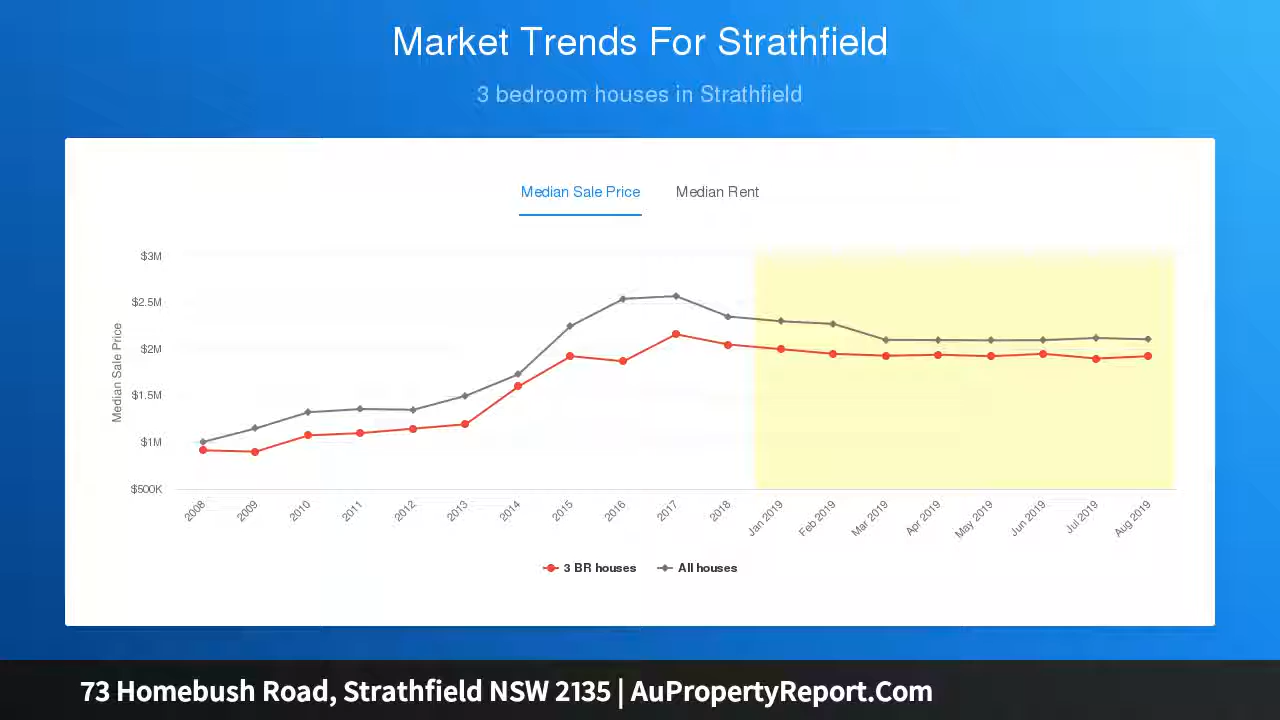 Market Trends For Strathfield
3 bedroom houses in Strathfield
Median Sale Price Median Rent
$3M
$2.5M
$2M
$1.5M
$1M
$500K
Median Sale Price
2008 2009 2010 2011 2012 2013 2014 2015 2016 2017 2018 Jan 2019 Feb 2019 Mar 2019 Apr 2019 May 2019 Jun 2019 Jul 2019 Aug 2019
3 BR houses All houses
73 Homebush Road, Strathfield NSW 2135 | AuPropertyReport.Com